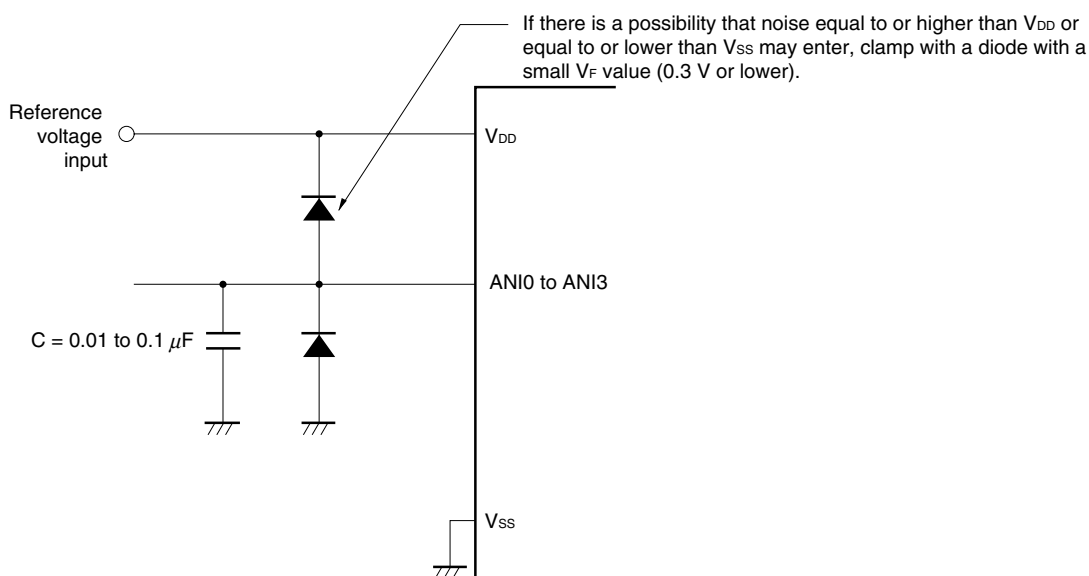 If there is a possibility that noise equal to or higher than VDD or
equal to or lower than VSS may enter, clamp with a diode with a
small VF value (0.3 V or lower).
Reference
voltage
input
VDD
ANI0 to ANI3
C = 0.01 to 0.1 μF
VSS